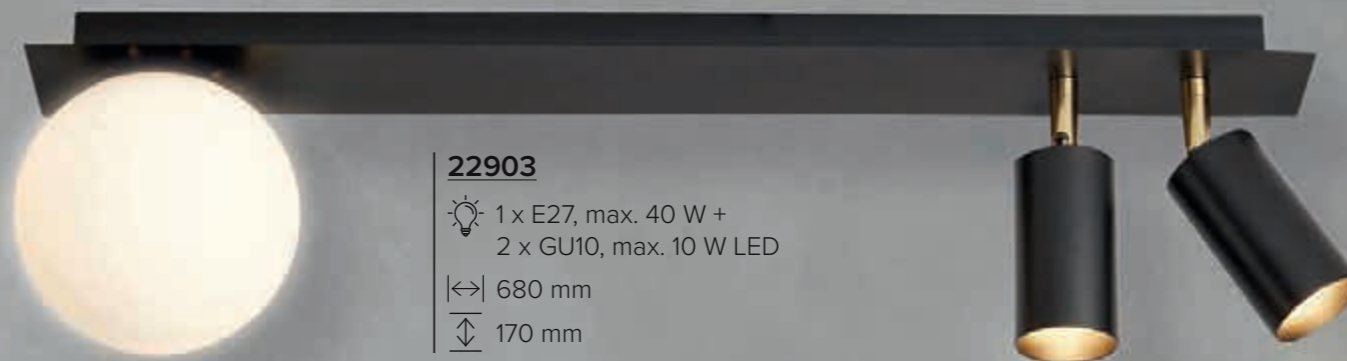 22903
1 x E27, max. 40 W +
2 x GU10, max. 10 W LED
680 mm
170 mm